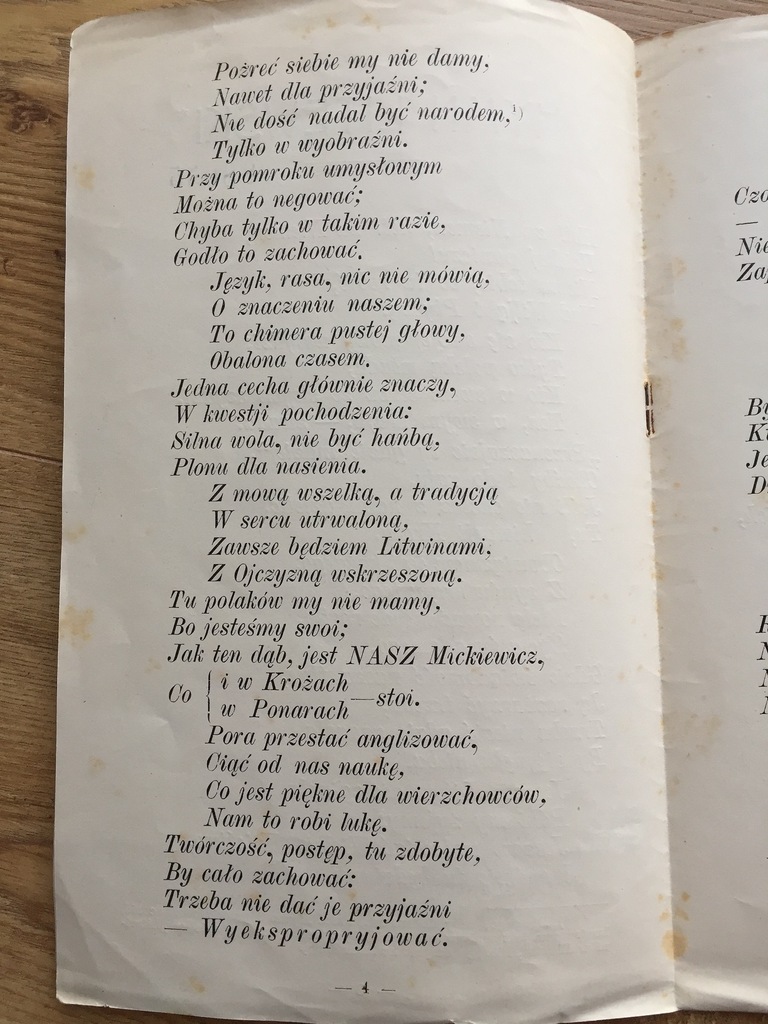 Pożreć siebie my nie damy,
Nawet dla przyjaźni;
Nie dość nadal być narodem,¹)
Tylko w wyobraźni.
Przy pomroku umysłowym
Można to negować;
Chyba tylko w takim razie,
Godło to zachować.
Język, rasa, nic nie mówią,
O znaczeniu naszem;
To chimera pustej głowy,
Obalona czasem.
Jedna cecha głównie znaczy,
W kwestji pochodzenia:
Silna wola, nie być hańbą,
Plonu dla nasienia.
Z mową wszelką, a tradycją
W sercu utrwaloną,
Zawsze będziem Litwinami,
Z Ojczyzną wskrzeszoną.
Tu polaków my nie mamy,
Bo jesteśmy swoi;
Jak ten dąb, jest NASZ Mickiewicz,
Co { i w Krożach
w Ponarach — stoi.
Pora przestać anglizować,
Ciąć od nas naukę,
Co jest piękne dla wierzchowców,
Nam to robi lukę.
Twórczość, postęp, tu zdobyte,
By cało zachować:
Trzeba nie dać je przyjaźni
— Wyekspropryjować.
— 4 —